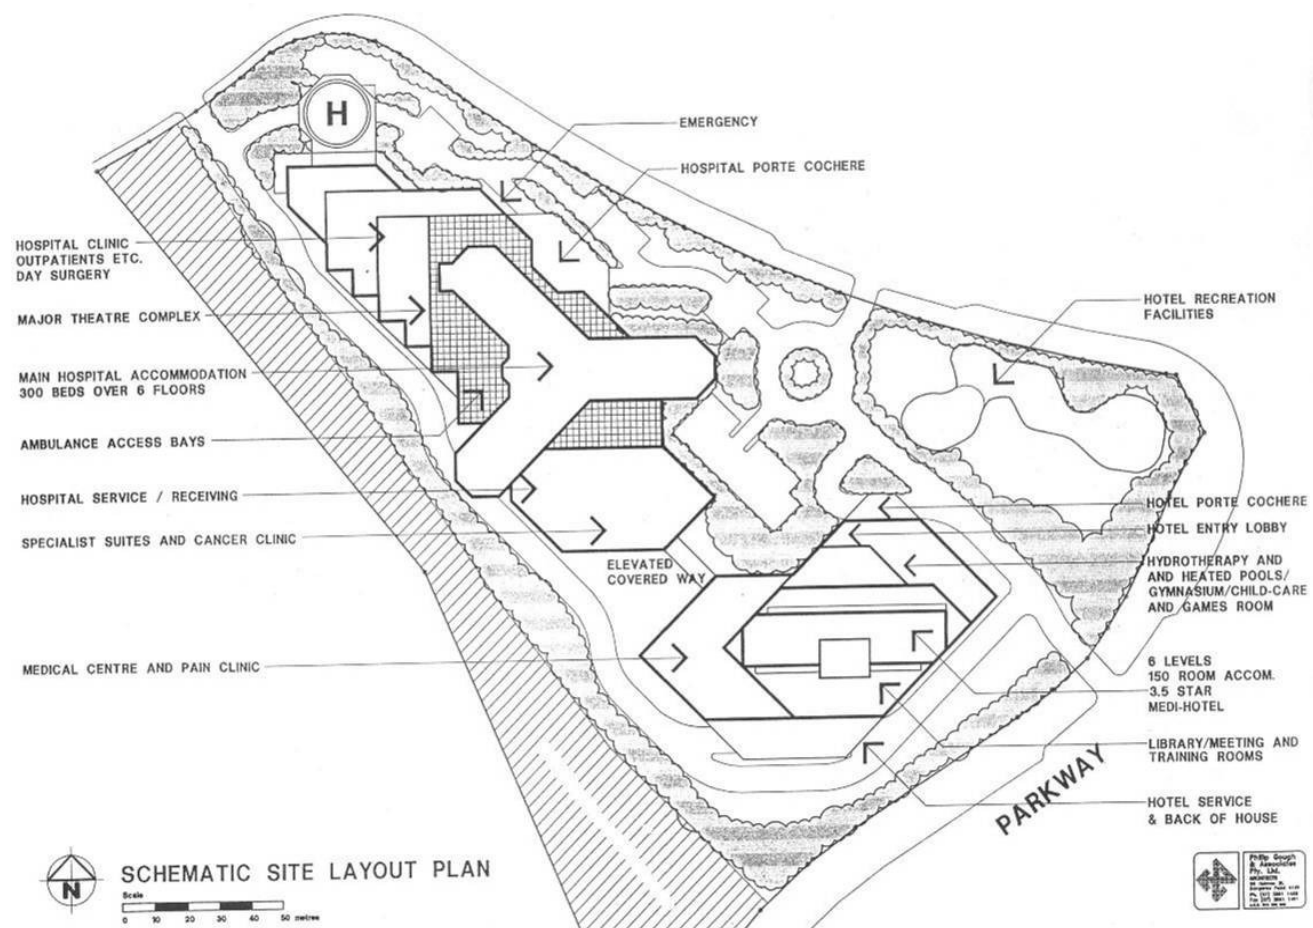 H
EMERGENCY
HOSPITAL PORTE COCHERE
HOSPITAL CLINIC
OUTPATIENTS ETC.
DAY SURGERY
MAJOR THEATRE COMPLEX
MAIN HOSPITAL ACCOMMODATION
300 BEDS OVER 6 FLOORS
AMBULANCE ACCESS BAYS
HOSPITAL SERVICE / RECEIVING
SPECIALIST SUITES AND CANCER CLINIC
MEDICAL CENTRE AND PAIN CLINIC
ELEVATED
COVERED WAY
HOTEL RECREATION
FACILITIES
HOTEL PORTE COCHERE
HOTEL ENTRY LOBBY
HYDROTHERAPY AND
AND HEATED POOLS/
GYMNASIUM/CHILD-CARE
AND GAMES ROOM
6 LEVELS
150 ROOM ACCOM.
3.5 STAR
MEDI-HOTEL
LIBRARY/MEETING AND
TRAINING ROOMS
HOTEL SERVICE
& BACK OF HOUSE
PARKWAY
N
SCHEMATIC SITE LAYOUT PLAN
Scale
0 10 20 30 40 50 metres
Philip Gough
& Associates
Pty. Ltd.
ARCHITECTS